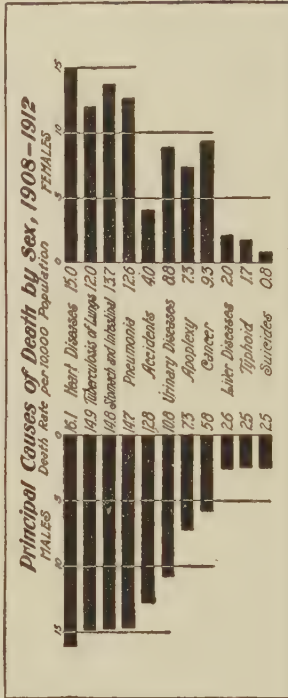 Principal Causes of Death by Sex, 1908-1912
MALES Death Rate per 10,000 Population FEMALES
15 10 5 0 0 5 10 15
16.1 Heart Diseases 15.0
14.9 Tuberculosis of Lungs 12.0
14.8 Stomach and Intestinal 13.7
14.7 Pneumonia 12.6
12.8 Accidents 4.0
10.8 Urinary Diseases 8.8
7.3 Apoplexy 7.3
5.8 Cancer 9.3
2.6 Liver Diseases 2.0
2.5 Typhoid 1.7
2.5 Suicides 0.8